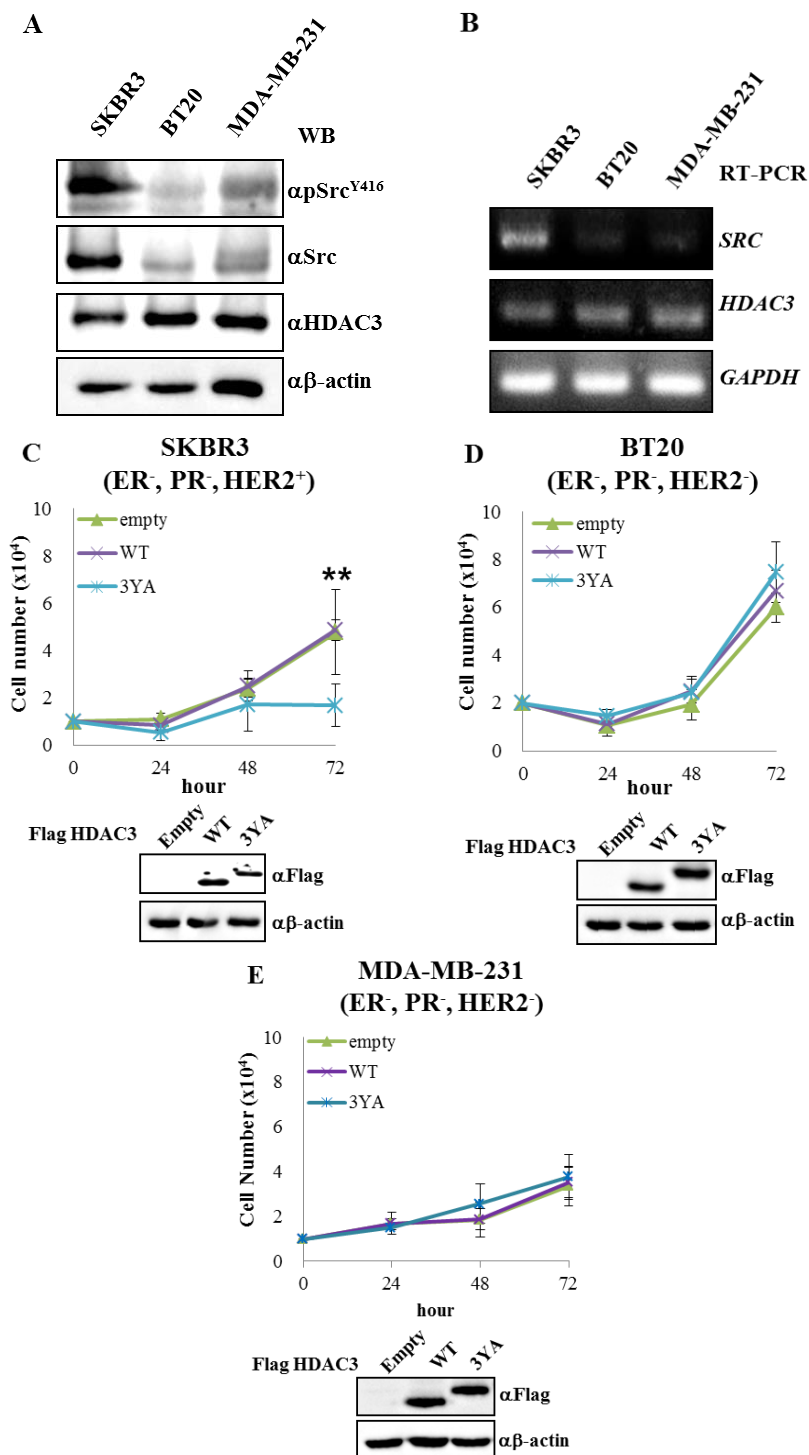 A
SKBR3
BT20
MDA-MB-231
WB
αpSrcY416
αSrc
αHDAC3
αβ-actin
B
SKBR3
BT20
MDA-MB-231
RT-PCR
SRC
HDAC3
GAPDH
C
SKBR3
(ER-, PR-, HER2+)
Cell number (x10⁴)
10
8
6
4
2
0
empty
WT
3YA
**
0
24
48
72
hour
Flag HDAC3
Empty
WT
3YA
αFlag
αβ-actin
D
BT20
(ER-, PR-, HER2-)
Cell number (x10⁴)
10
8
6
4
2
0
empty
WT
3YA
0
24
48
72
hour
Flag HDAC3
Empty
WT
3YA
αFlag
αβ-actin
E
MDA-MB-231
(ER-, PR-, HER2-)
Cell Number (x10⁴)
10
8
6
4
2
0
empty
WT
3YA
0
24
48
72
hour
Flag HDAC3
Empty
WT
3YA
αFlag
αβ-actin